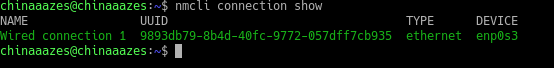 chinaaazes@chinaaazes:~$ nmcli connection show
NAME                UUID                                  TYPE      DEVICE
Wired connection 1  9893db79-8b4d-40fc-9772-057dff7cb935  ethernet  enp0s3
chinaaazes@chinaaazes:~$